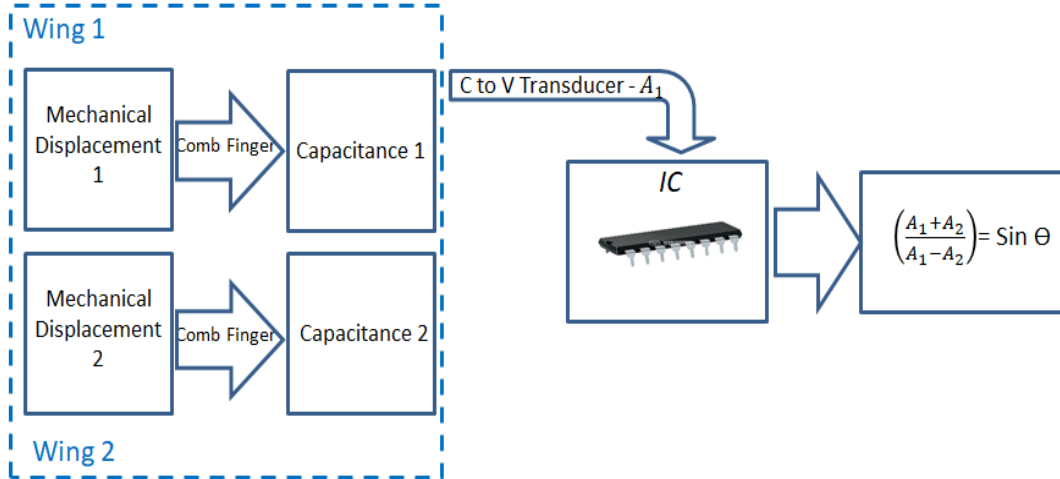 Wing 1
Mechanical
Displacement
1
Comb Finger
Capacitance 1
C to V Transducer - A₁
IC
(A₁+A₂ / A₁−A₂) = Sin Θ
Mechanical
Displacement
2
Comb Finger
Capacitance 2
Wing 2